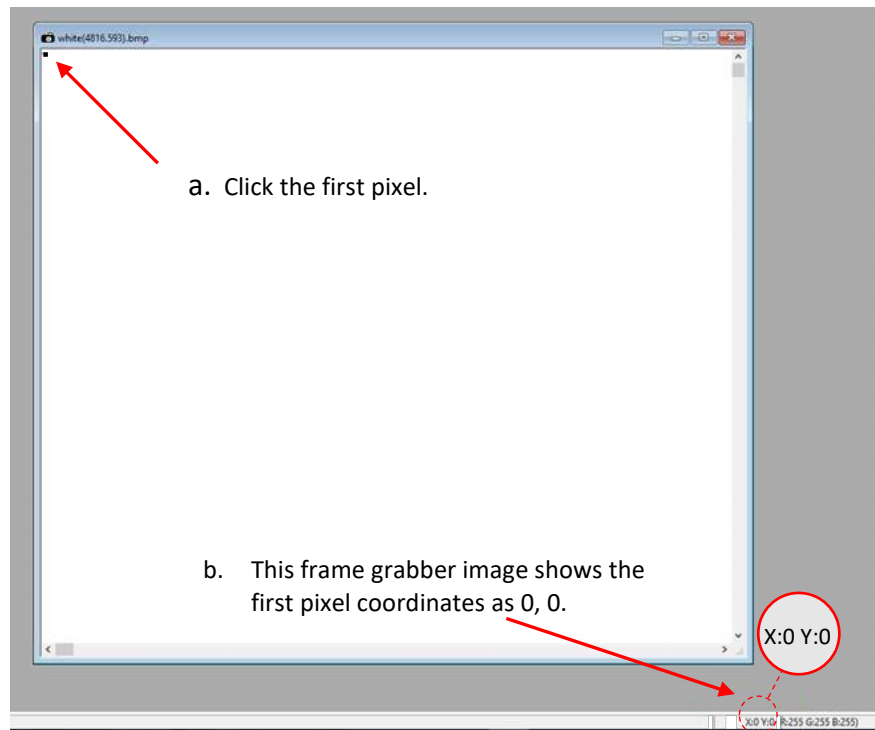 white(4816.593).bmp
a. Click the first pixel.
b. This frame grabber image shows the
first pixel coordinates as 0, 0.
X:0 Y:0
X:0 Y:0 R:255 G:255 B:255)